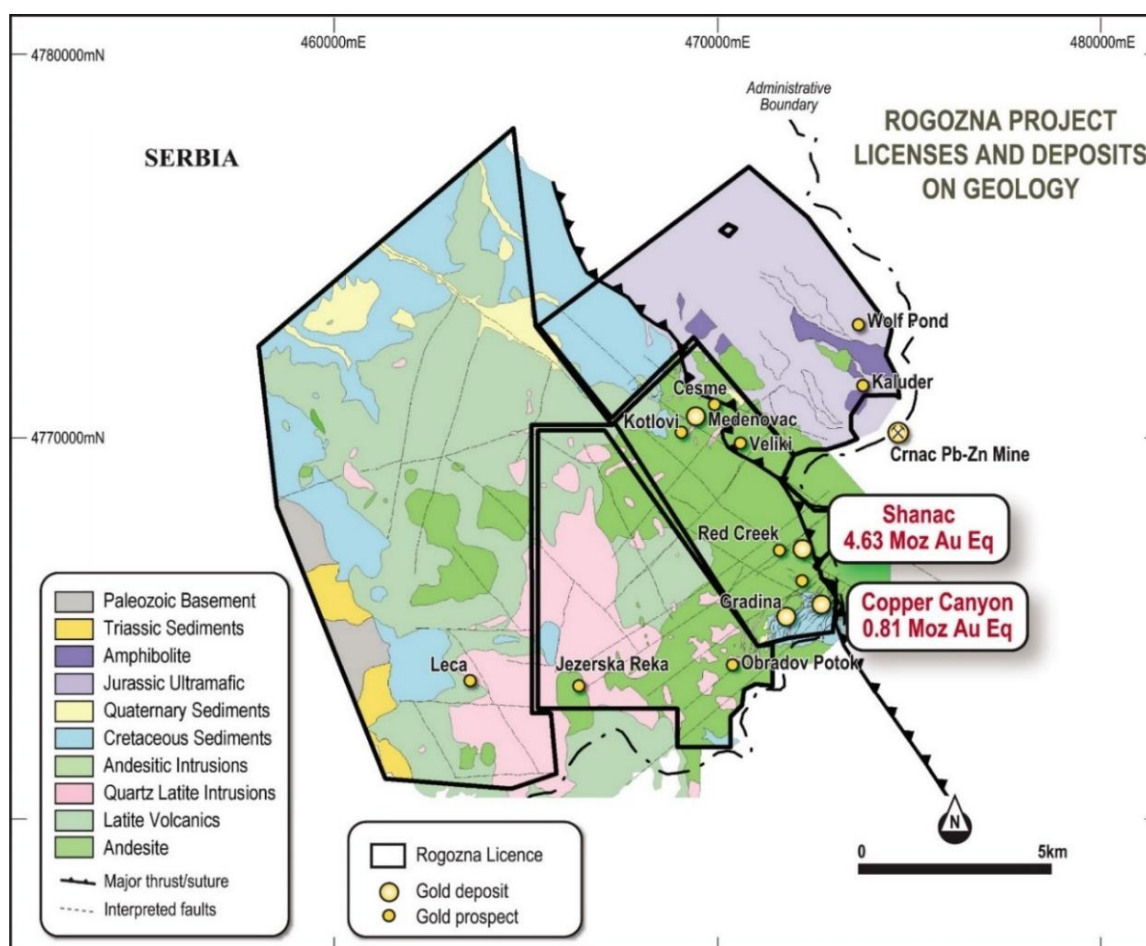 460000mE
470000mE
480000mE
4780000mN
Administrative
Boundary
ROGOZNA PROJECT
LICENSES AND DEPOSITS
ON GEOLOGY
SERBIA
Wolf Pond
Kaluder
Cesme
Kotlovi
Medenovac
4770000mN
Veliki
Crnac Pb-Zn Mine
Shanac
4.63 Moz Au Eq
Red Creek
Gradina
Copper Canyon
0.81 Moz Au Eq
Leca
Jezerska Reka
Obradov Potok
Paleozoic Basement
Triassic Sediments
Amphibolite
Jurassic Ultramafic
Quaternary Sediments
Cretaceous Sediments
Andesitic Intrusions
Quartz Latite Intrusions
Latite Volcanics
Andesite
Major thrust/suture
Interpreted faults
Rogozna Licence
Gold deposit
Gold prospect
N
0
5km